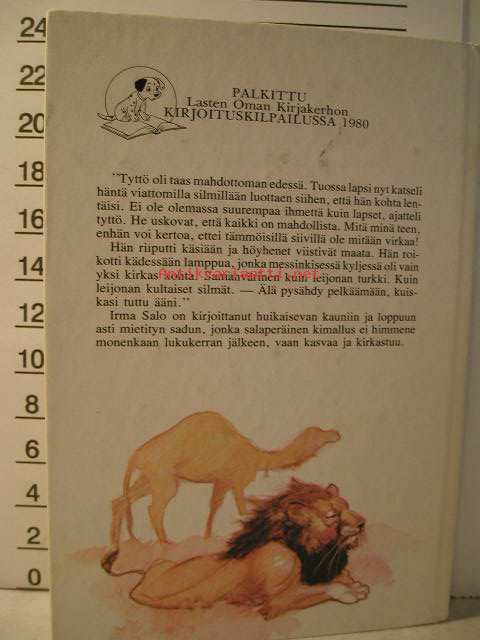 24
22
20
18
16
14
12
10
8
6
4
2
0
PALKITTU
Lasten Oman Kirjakerhon
KIRJOITUSKILPAILUSSA 1980
"Tyttö oli taas mahdottoman edessä. Tuossa lapsi nyt katseli
häntä viattomilla silmillään luottaen siihen, että hän kohta len-
täisi. Ei ole olemassa suurempaa ihmettä kuin lapset, ajatteli
tyttö. He uskovat, että kaikki on mahdollista. Mitä minä teen,
enhän voi kertoa, ettei tämmöisillä siivillä ole mitään virkaa!
Hän riiputti käsiään ja höyhenet viistivät maata. Hän roi-
kotti kädessään lamppua, jonka messinkisessä kyljessä oli vain
yksi kirkas kohta. Samanvärinen kuin leijonan turkki. Kuin
leijonan kultaiset silmät. — Älä pysähdy pelkäämään, kuis-
kasi tuttu ääni."
Irma Salo on kirjoittanut huikaisevan kauniin ja loppuun
asti mietityn sadun, jonka salaperäinen kimallus ei himmene
monenkaan lukukerran jälkeen, vaan kasvaa ja kirkastuu.